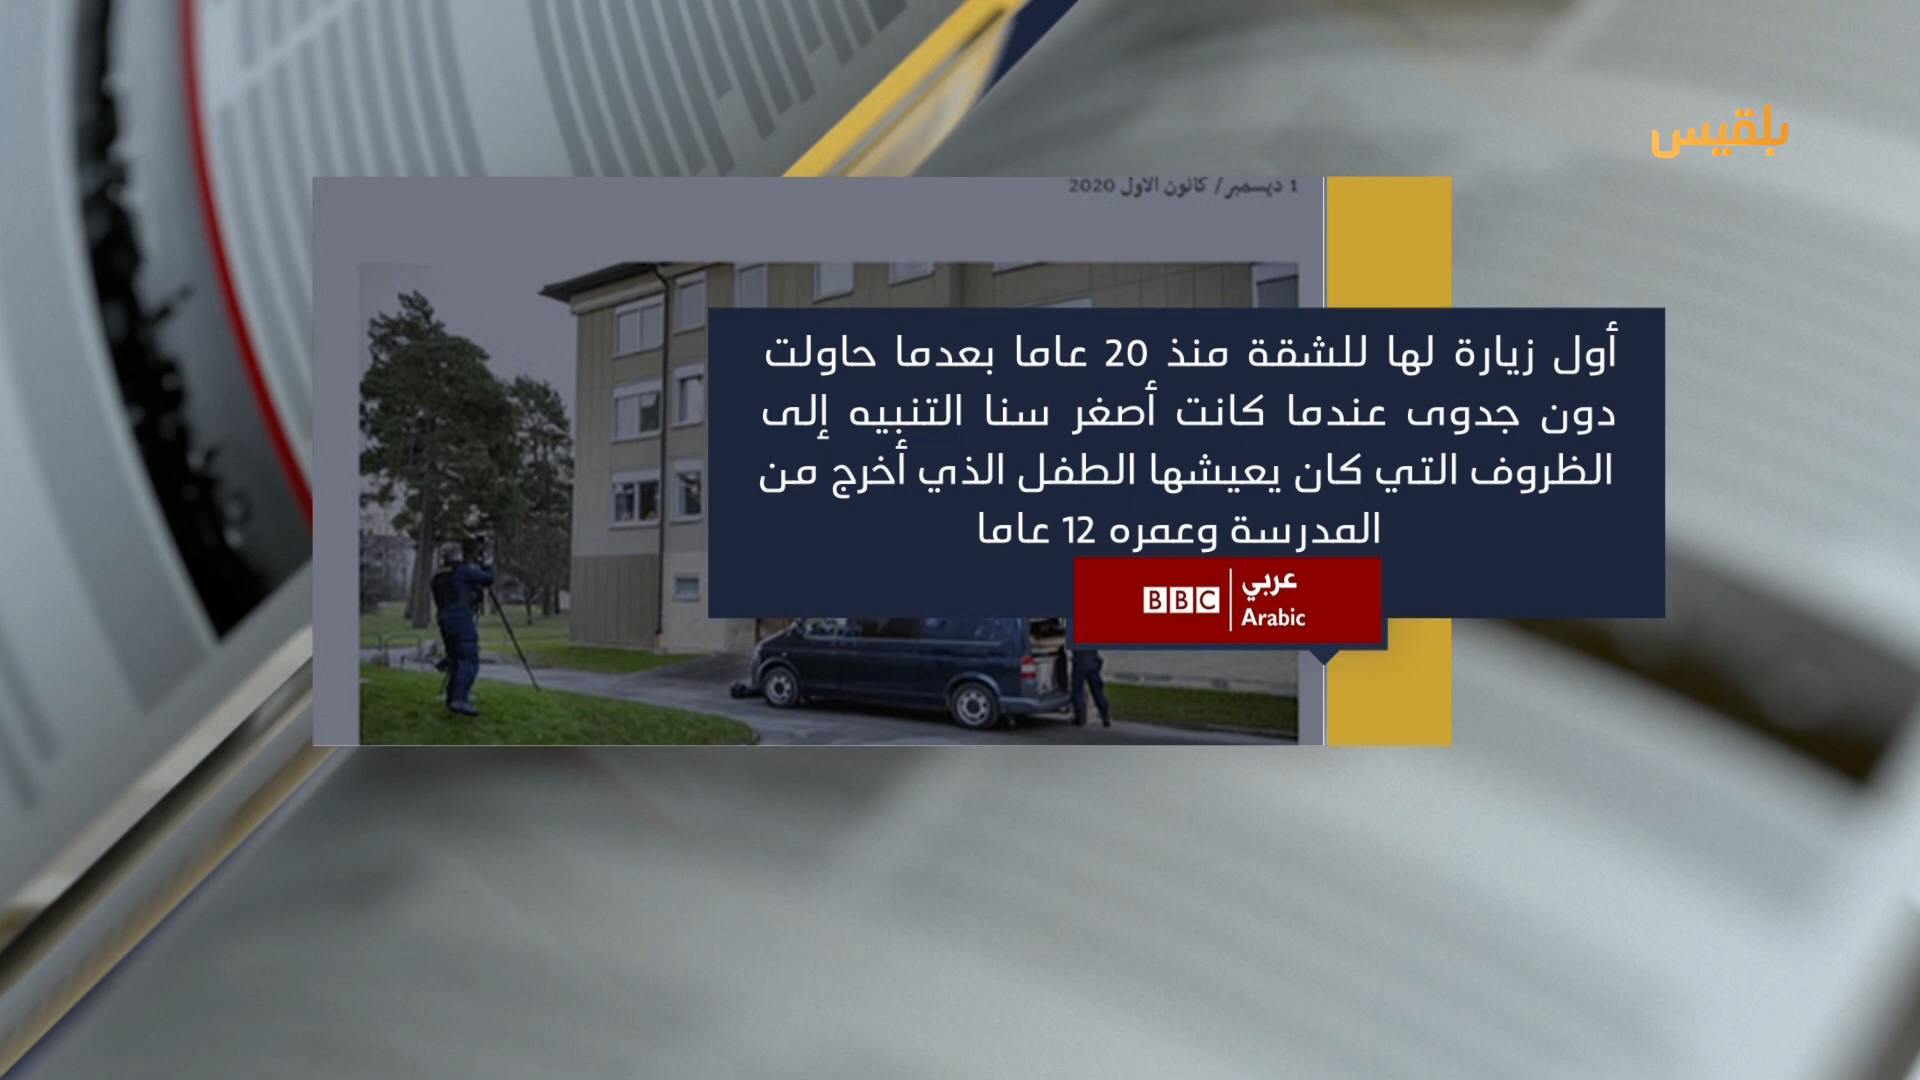 بلقيس
1 ديسمبر/ كانون الأول 2020
أول زيارة لها للشقة منذ 20 عاما بعدما حاولت
دون جدوى عندما كانت أصغر سنا التنبيه إلى
الظروف التي كان يعيشها الطفل الذي أخرج من
المدرسة وعمره 12 عاما
BBC عربي
Arabic